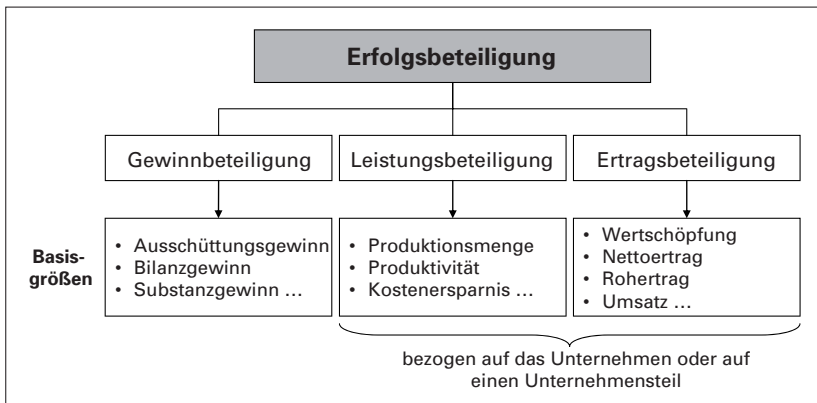 Erfolgsbeteiligung
Gewinnbeteiligung
Leistungsbeteiligung
Ertragsbeteiligung
Basis-
größen
• Ausschüttungsgewinn
• Bilanzgewinn
• Substanzgewinn …
• Produktionsmenge
• Produktivität
• Kostenersparnis …
• Wertschöpfung
• Nettoertrag
• Rohertrag
• Umsatz …
bezogen auf das Unternehmen oder auf
einen Unternehmensteil